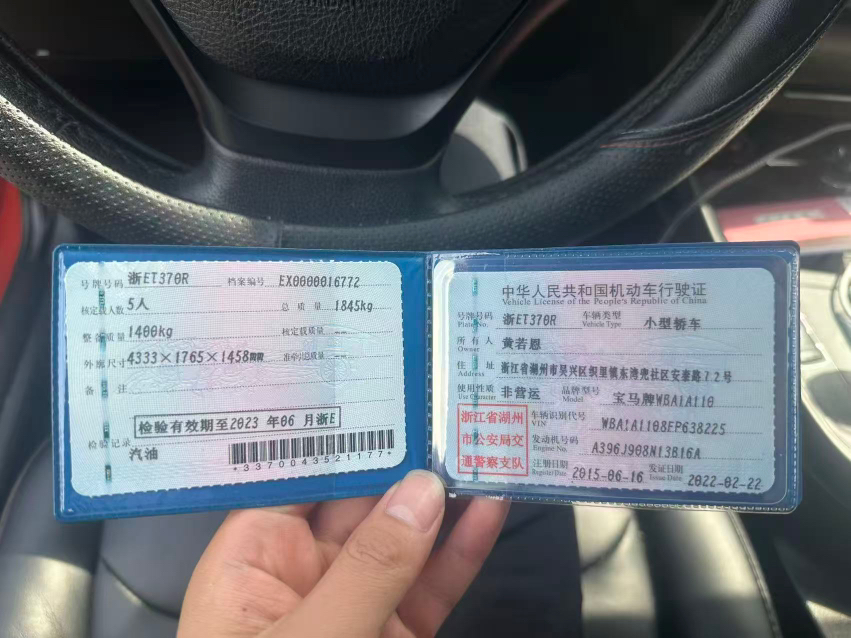 号牌号码 浙ET370R 档案编号 EX0000016772
核定载人数 5人 总质量 1845kg
整备质量 1400kg 核定载质量 --
外廓尺寸 4333×1765×1458mm 准牵引总质量 --
备注
检验有效期至2023 年06 月浙E
检验记录
汽油
*3370043521177*
中华人民共和国机动车行驶证
Vehicle License of the People's Republic of China
号牌号码 浙ET370R 车辆类型 小型轿车
Plate No. Vehicle Type
所有人 黄若恩
Owner
住址 浙江省湖州市吴兴区织里镇东湾兜社区安泰路72号
Address
使用性质 非营运 品牌型号 宝马牌WBA1A110
Use Character Model
浙江省湖州
市公安局交
通警察支队
车辆识别代号 WBA1A1108EP638225
VIN
发动机号码 A396J908N13B16A
Engine No.
注册日期 2015-06-16 发证日期 2022-02-22
Register Date Issue Date